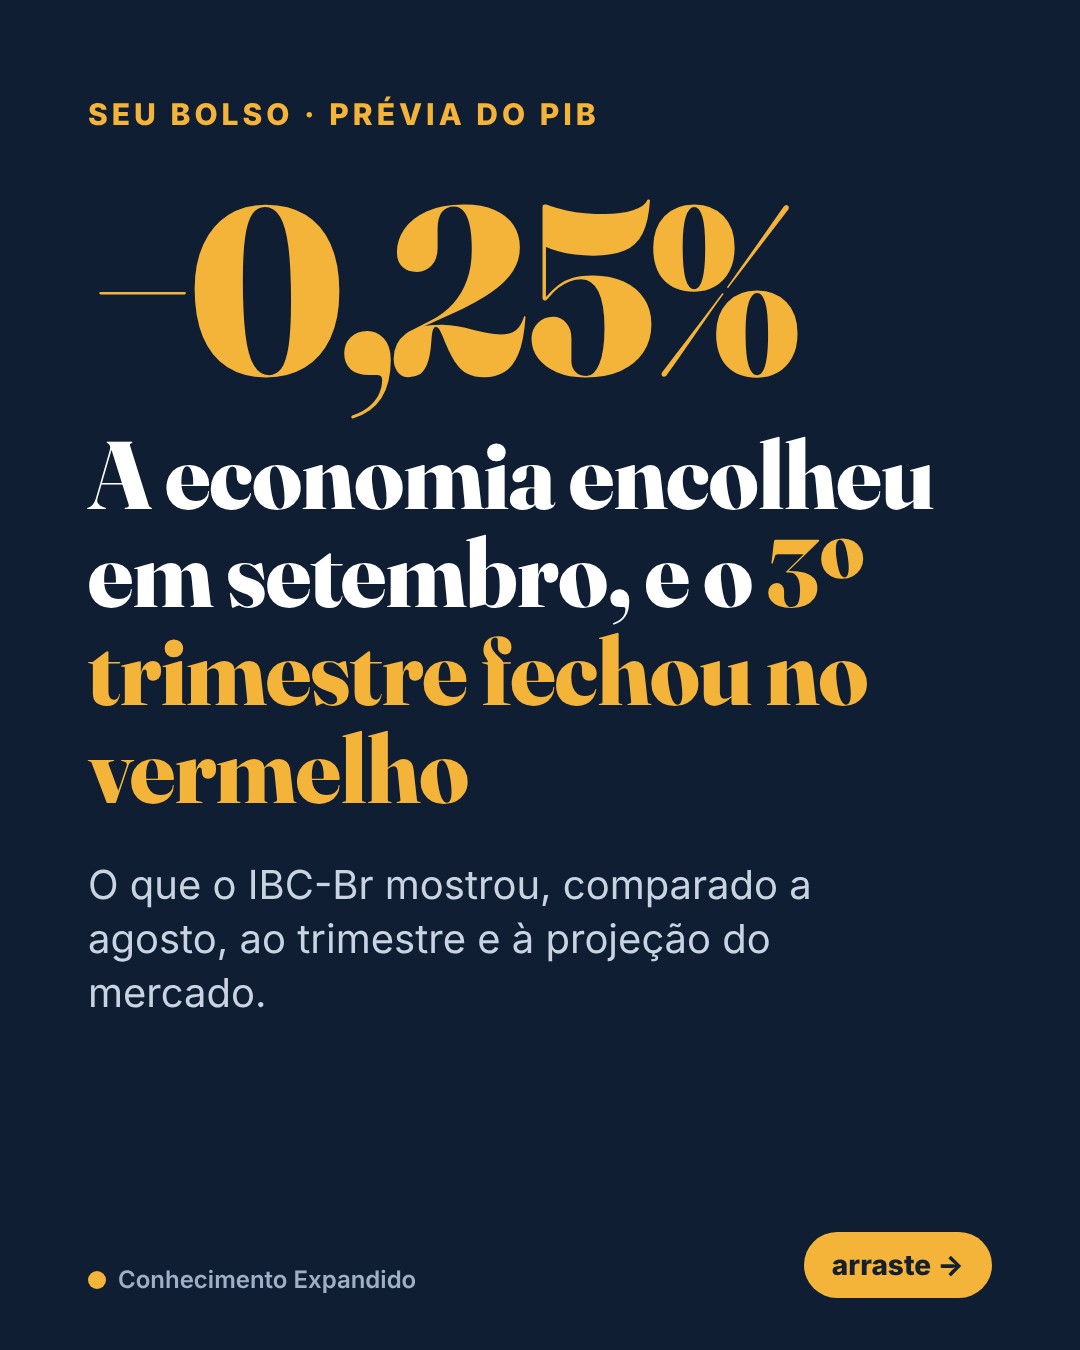 SEU BOLSO · PRÉVIA DO PIB
−0,25%
A economia encolheu
em setembro, e o 3º
trimestre fechou no
vermelho
O que o IBC-Br mostrou, comparado a
agosto, ao trimestre e à projeção do
mercado.
Conhecimento Expandido
arraste →